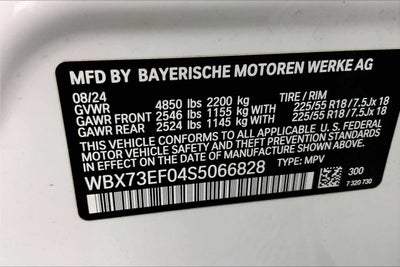 MFD BY BAYERISCHE MOTOREN WERKE AG
08/24 TIRE / RIM
GVWR 4850 lbs 2200 kg
GAWR FRONT 2546 lbs 1155 kg WITH 225/55 R18 / 7.5Jx 18
GAWR REAR 2524 lbs 1145 kg WITH 225/55 R18 / 7.5Jx 18
THIS VEHICLE CONFORMS TO ALL APPLICABLE U.S. FEDERAL
MOTOR VEHICLE SAFETY, BUMPER, AND THEFT PREVENTION
STANDARDS IN EFFECT ON THE DATE OF MANUFACTURE SHOWN ABOVE.
WBX73EF04S5066828 TYPE: MPV
300
7 320 730